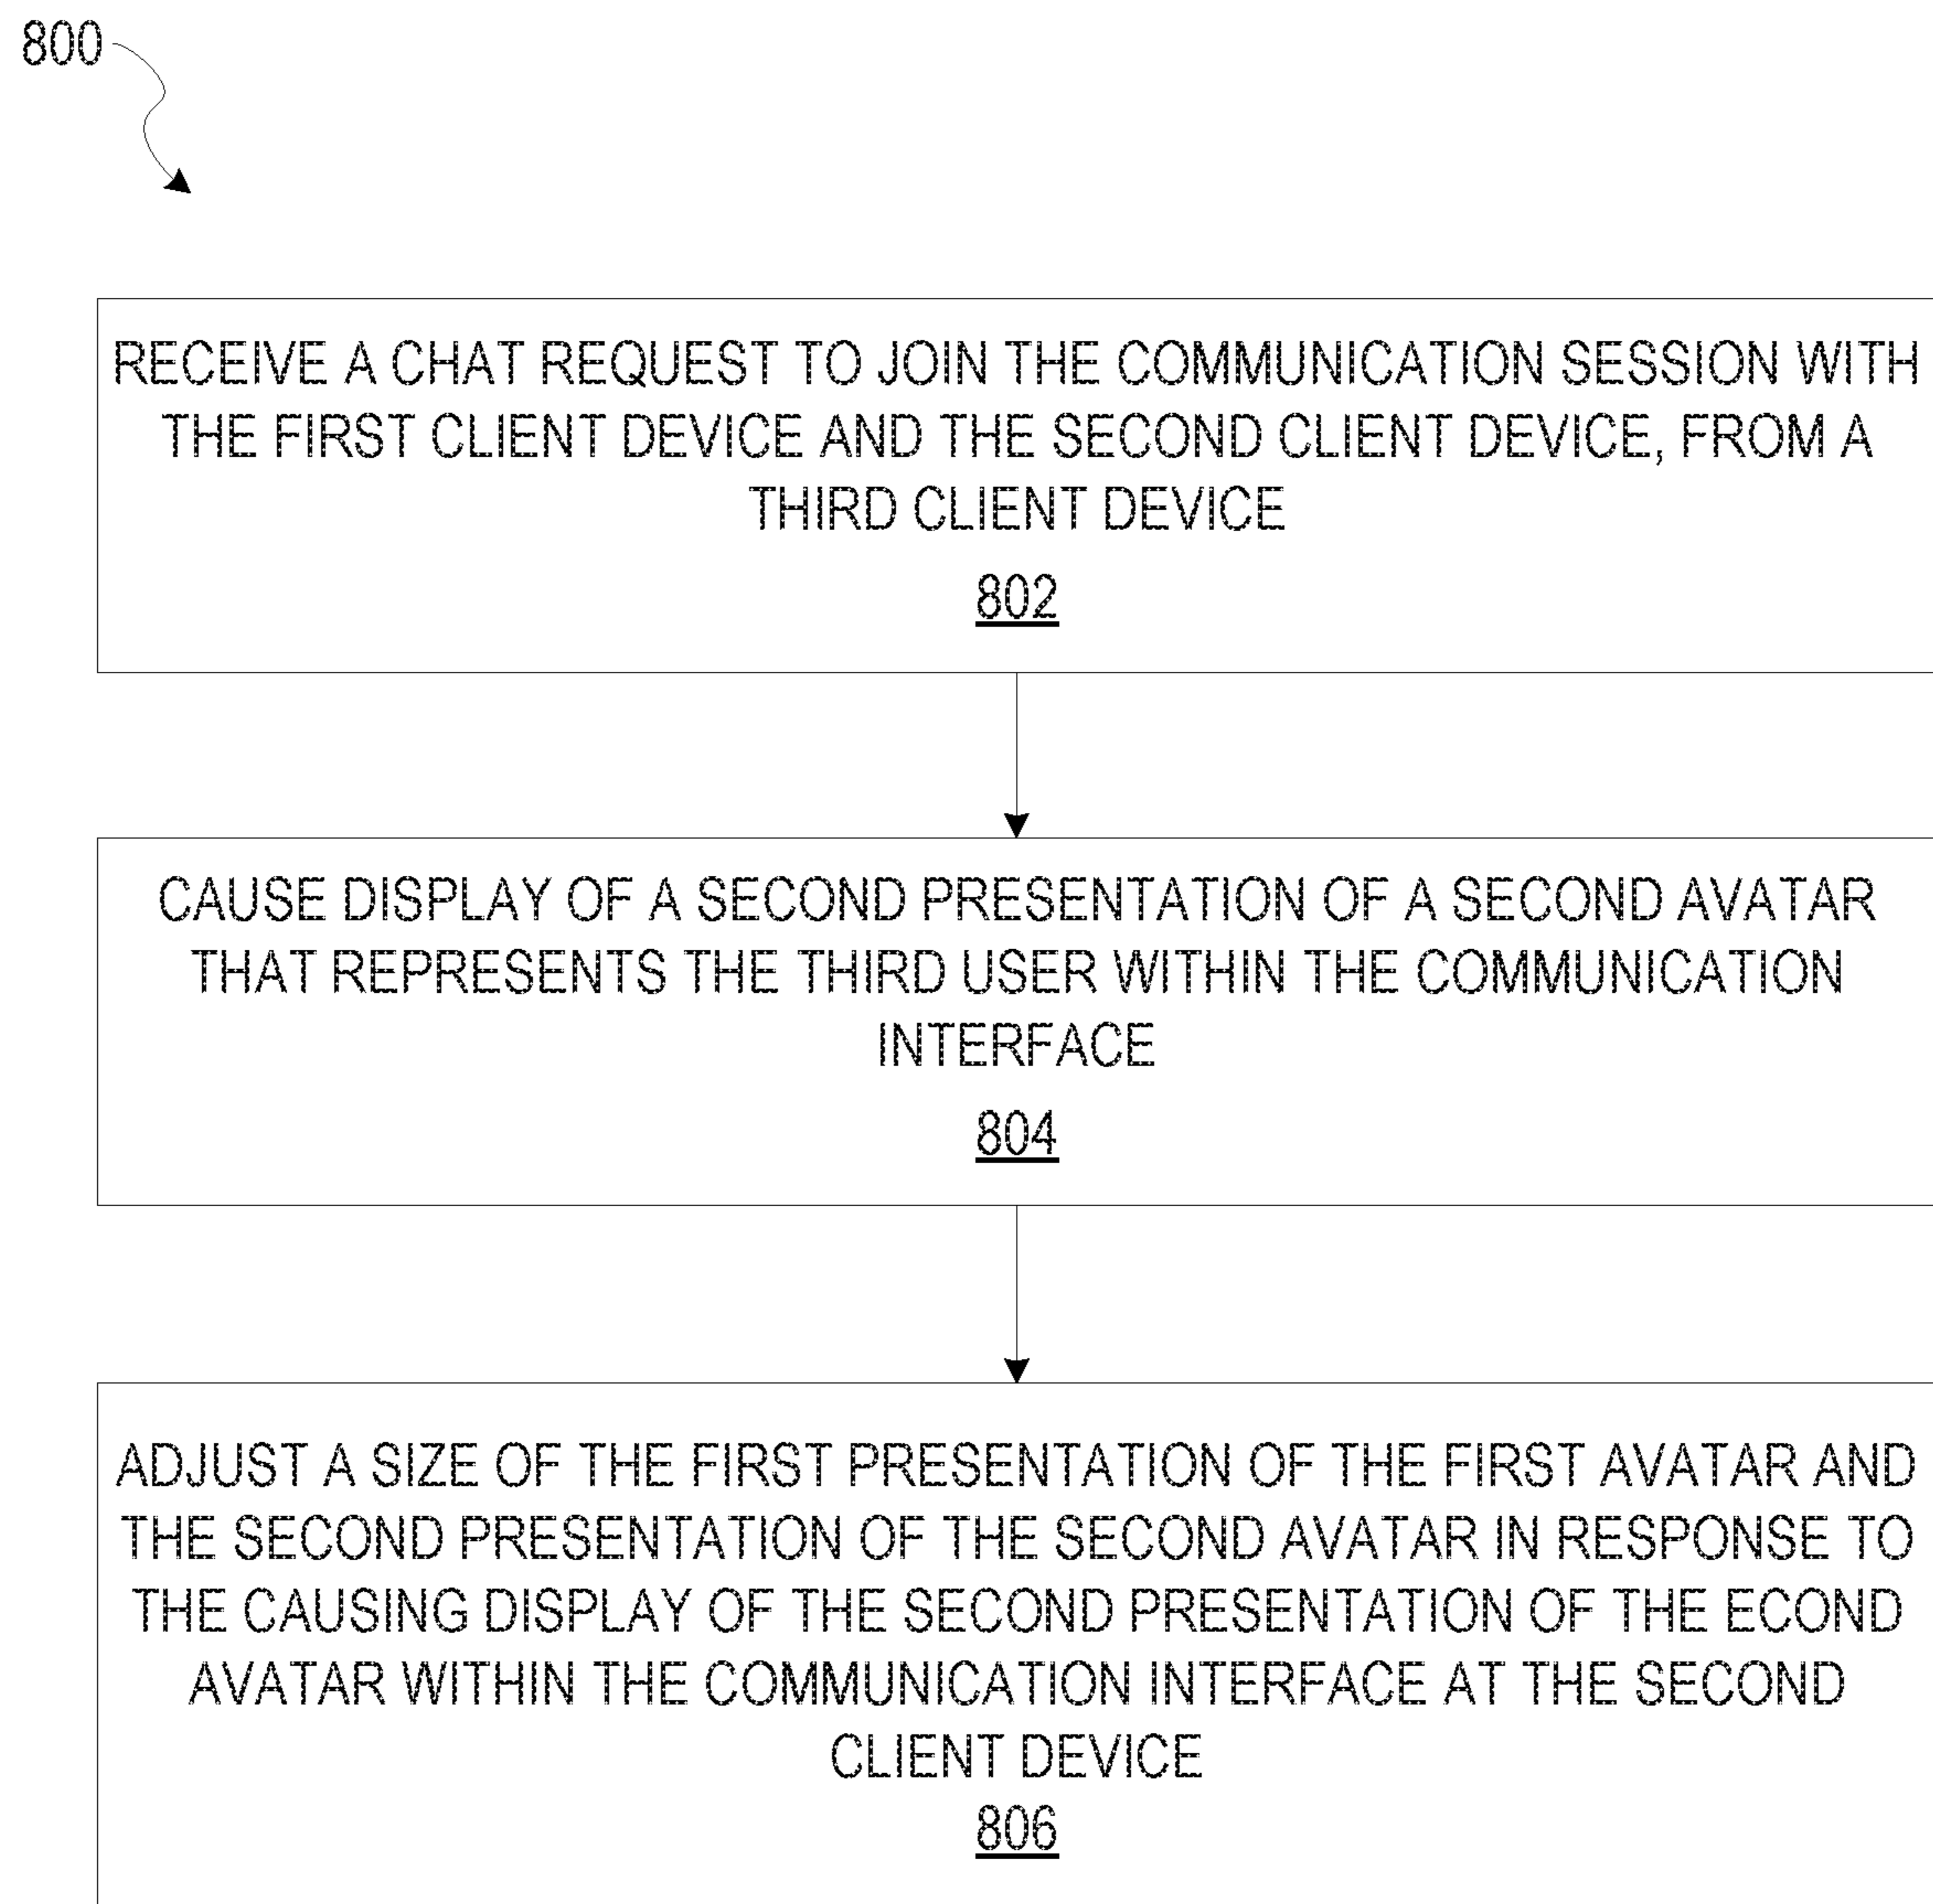 800
RECEIVE A CHAT REQUEST TO JOIN THE COMMUNICATION SESSION WITH
THE FIRST CLIENT DEVICE AND THE SECOND CLIENT DEVICE, FROM A
THIRD CLIENT DEVICE
802
CAUSE DISPLAY OF A SECOND PRESENTATION OF A SECOND AVATAR
THAT REPRESENTS THE THIRD USER WITHIN THE COMMUNICATION
INTERFACE
804
ADJUST A SIZE OF THE FIRST PRESENTATION OF THE FIRST AVATAR AND
THE SECOND PRESENTATION OF THE SECOND AVATAR IN RESPONSE TO
THE CAUSING DISPLAY OF THE SECOND PRESENTATION OF THE ECOND
AVATAR WITHIN THE COMMUNICATION INTERFACE AT THE SECOND
CLIENT DEVICE
806